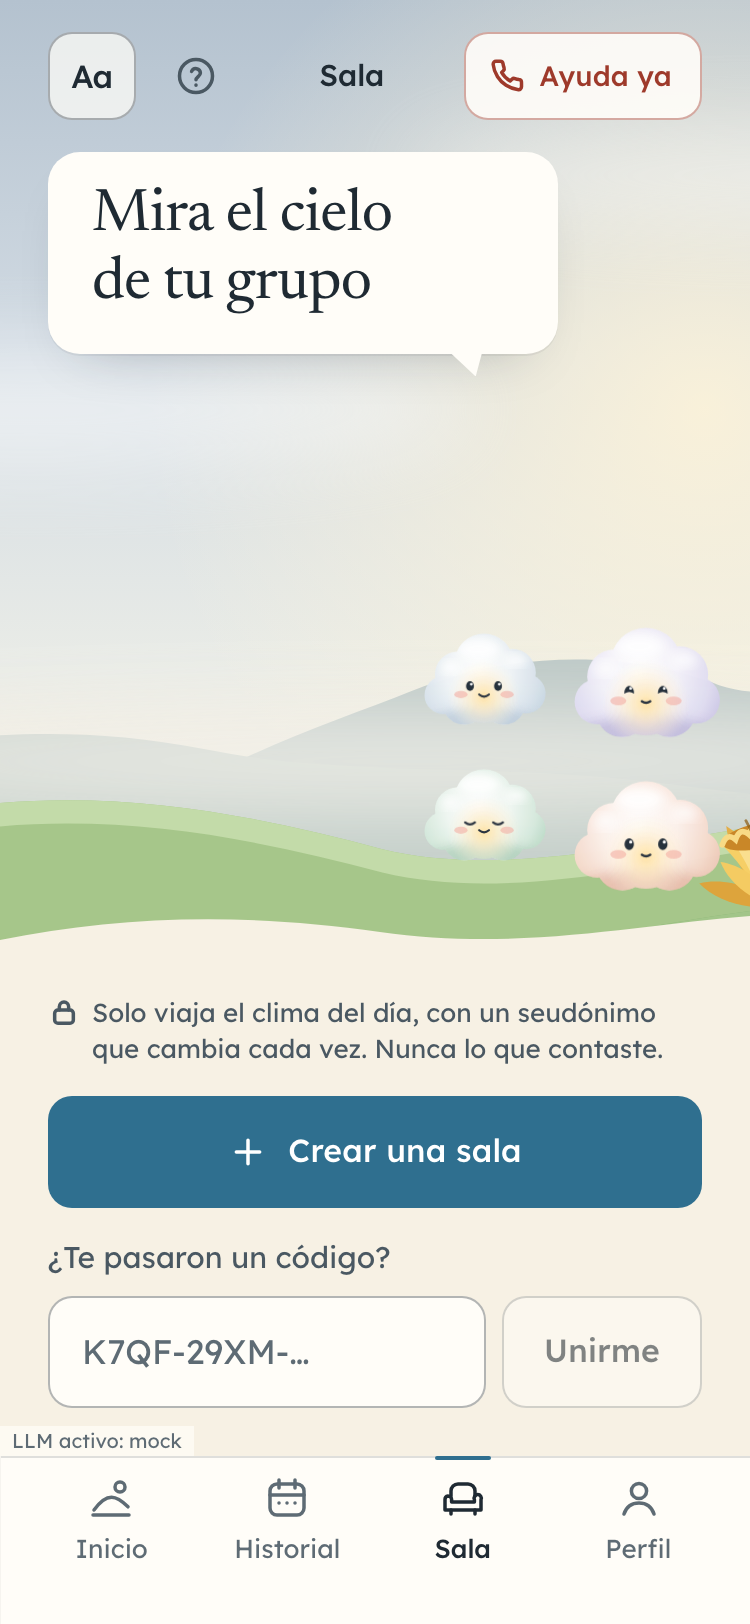 Aa
Sala
Ayuda ya
Mira el cielo
de tu grupo
Solo viaja el clima del día, con un seudónimo
que cambia cada vez. Nunca lo que contaste.
Crear una sala
¿Te pasaron un código?
K7QF-29XM-...
Unirme
LLM activo: mock
Inicio
Historial
Sala
Perfil